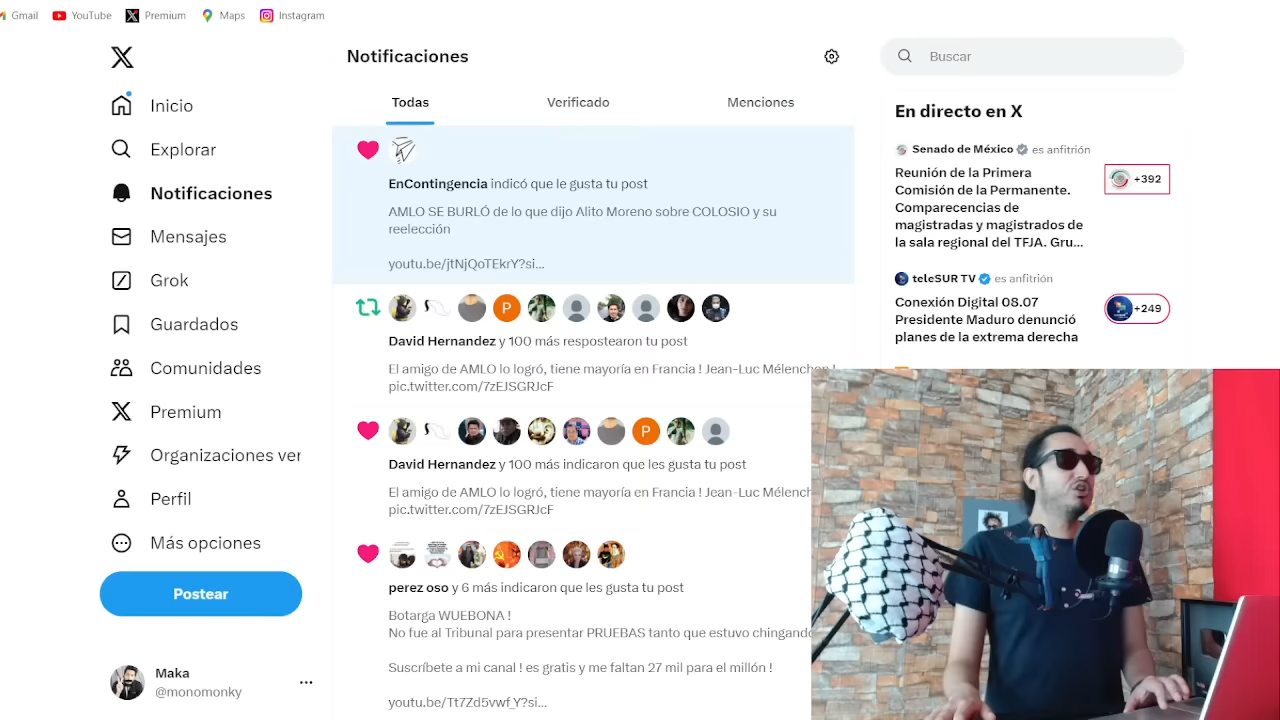 Gmail YouTube Premium Maps Instagram
Inicio
Explorar
Notificaciones
Mensajes
Grok
Guardados
Comunidades
Premium
Organizaciones ver
Perfil
Más opciones
Postear
Maka
@monomonky
Notificaciones
Todas Verificado Menciones
EnContingencia indicó que le gusta tu post
AMLO SE BURLÓ de lo que dijo Alito Moreno sobre COLOSIO y su
reelección
youtu.be/jtNjQoTEkrY?si...
P
David Hernandez y 100 más respostearon tu post
El amigo de AMLO lo logró, tiene mayoría en Francia ! Jean-Luc Mélenchon !
pic.twitter.com/7zEJSGRJcF
P
David Hernandez y 100 más indicaron que les gusta tu post
El amigo de AMLO lo logró, tiene mayoría en Francia ! Jean-Luc Mélench
pic.twitter.com/7zEJSGRJcF
perez oso y 6 más indicaron que les gusta tu post
Botarga WUEBONA !
No fue al Tribunal para presentar PRUEBAS tanto que estuvo chingando
Suscríbete a mi canal ! es gratis y me faltan 27 mil para el millón !
youtu.be/Tt7Zd5vwf_Y?si...
Buscar
En directo en X
Senado de México es anfitrión
Reunión de la Primera
Comisión de la Permanente.
Comparecencias de
magistradas y magistrados de
la sala regional del TFJA. Gru...
+392
teleSUR TV es anfitrión
Conexión Digital 08.07
Presidente Maduro denunció
planes de la extrema derecha
+249